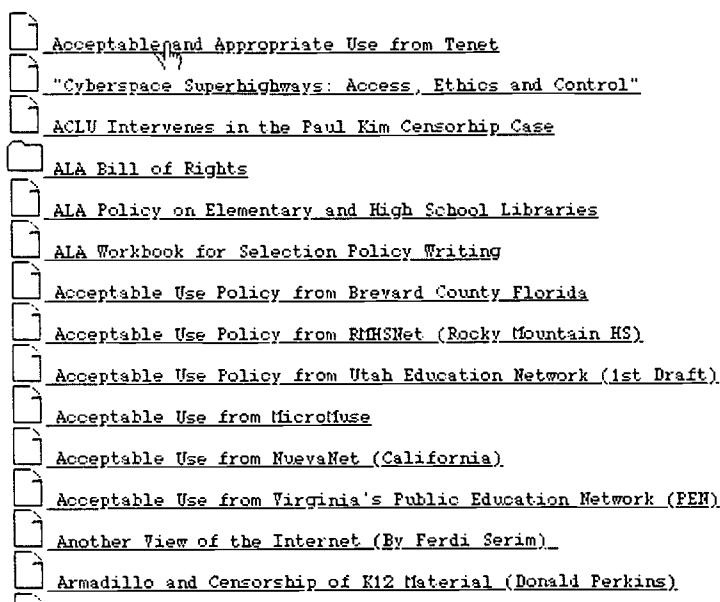 Acceptable and Appropriate Use from Tenet
"Cyberspace Superhighways: Access, Ethics and Control"
ACLU Intervenes in the Paul Kim Censorhip Case
ALA Bill of Rights
ALA Policy on Elementary and High School Libraries
ALA Workbook for Selection Policy Writing
Acceptable Use Policy from Brevard County Florida
Acceptable Use Policy from RMHSNet (Rocky Mountain HS)
Acceptable Use Policy from Utah Education Network (1st Draft)
Acceptable Use from MicroMuse
Acceptable Use from NuevaNet (California)
Acceptable Use from Virginia's Public Education Network (PEN)
Another View of the Internet (By Ferdi Serim)
Armadillo and Censorship of K12 Material (Donald Perkins)